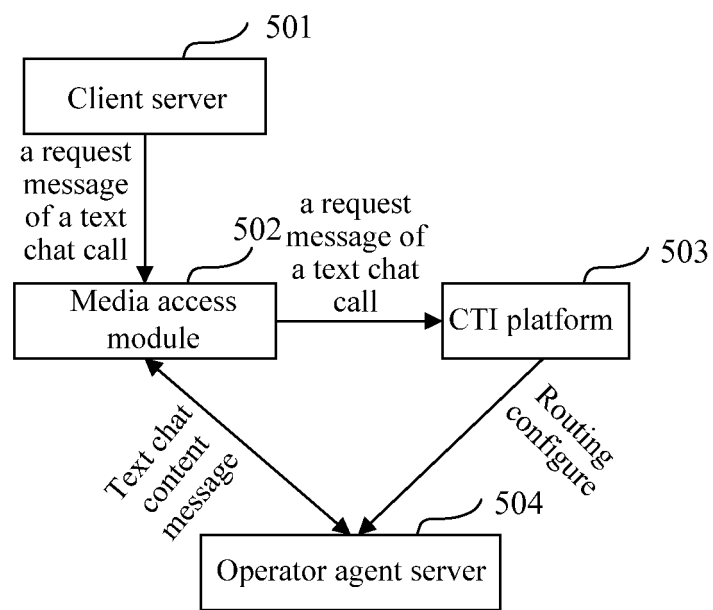 501
Client server
a request
message
of a text
chat call
502
a request
message of
a text chat
call
503
Media access
module
CTI platform
Text chat
content
message
Routing
configure
504
Operator agent server